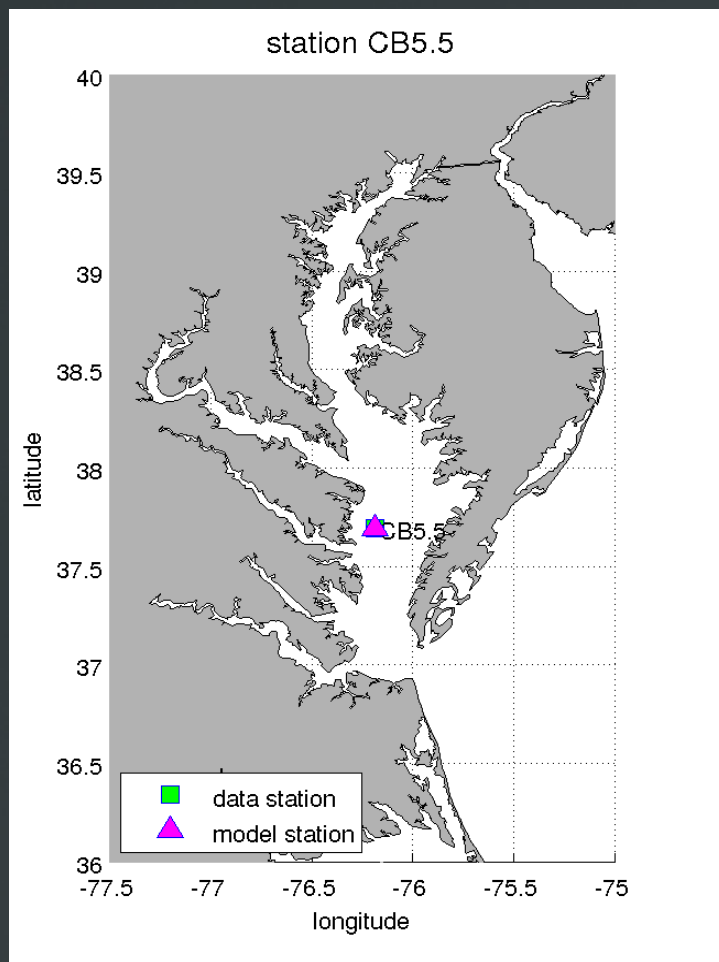 station CB5.5
40
39.5
39
38.5
38
37.5
37
36.5
36
latitude
CB5.5
data station
model station
-77.5 -77 -76.5 -76 -75.5 -75
longitude